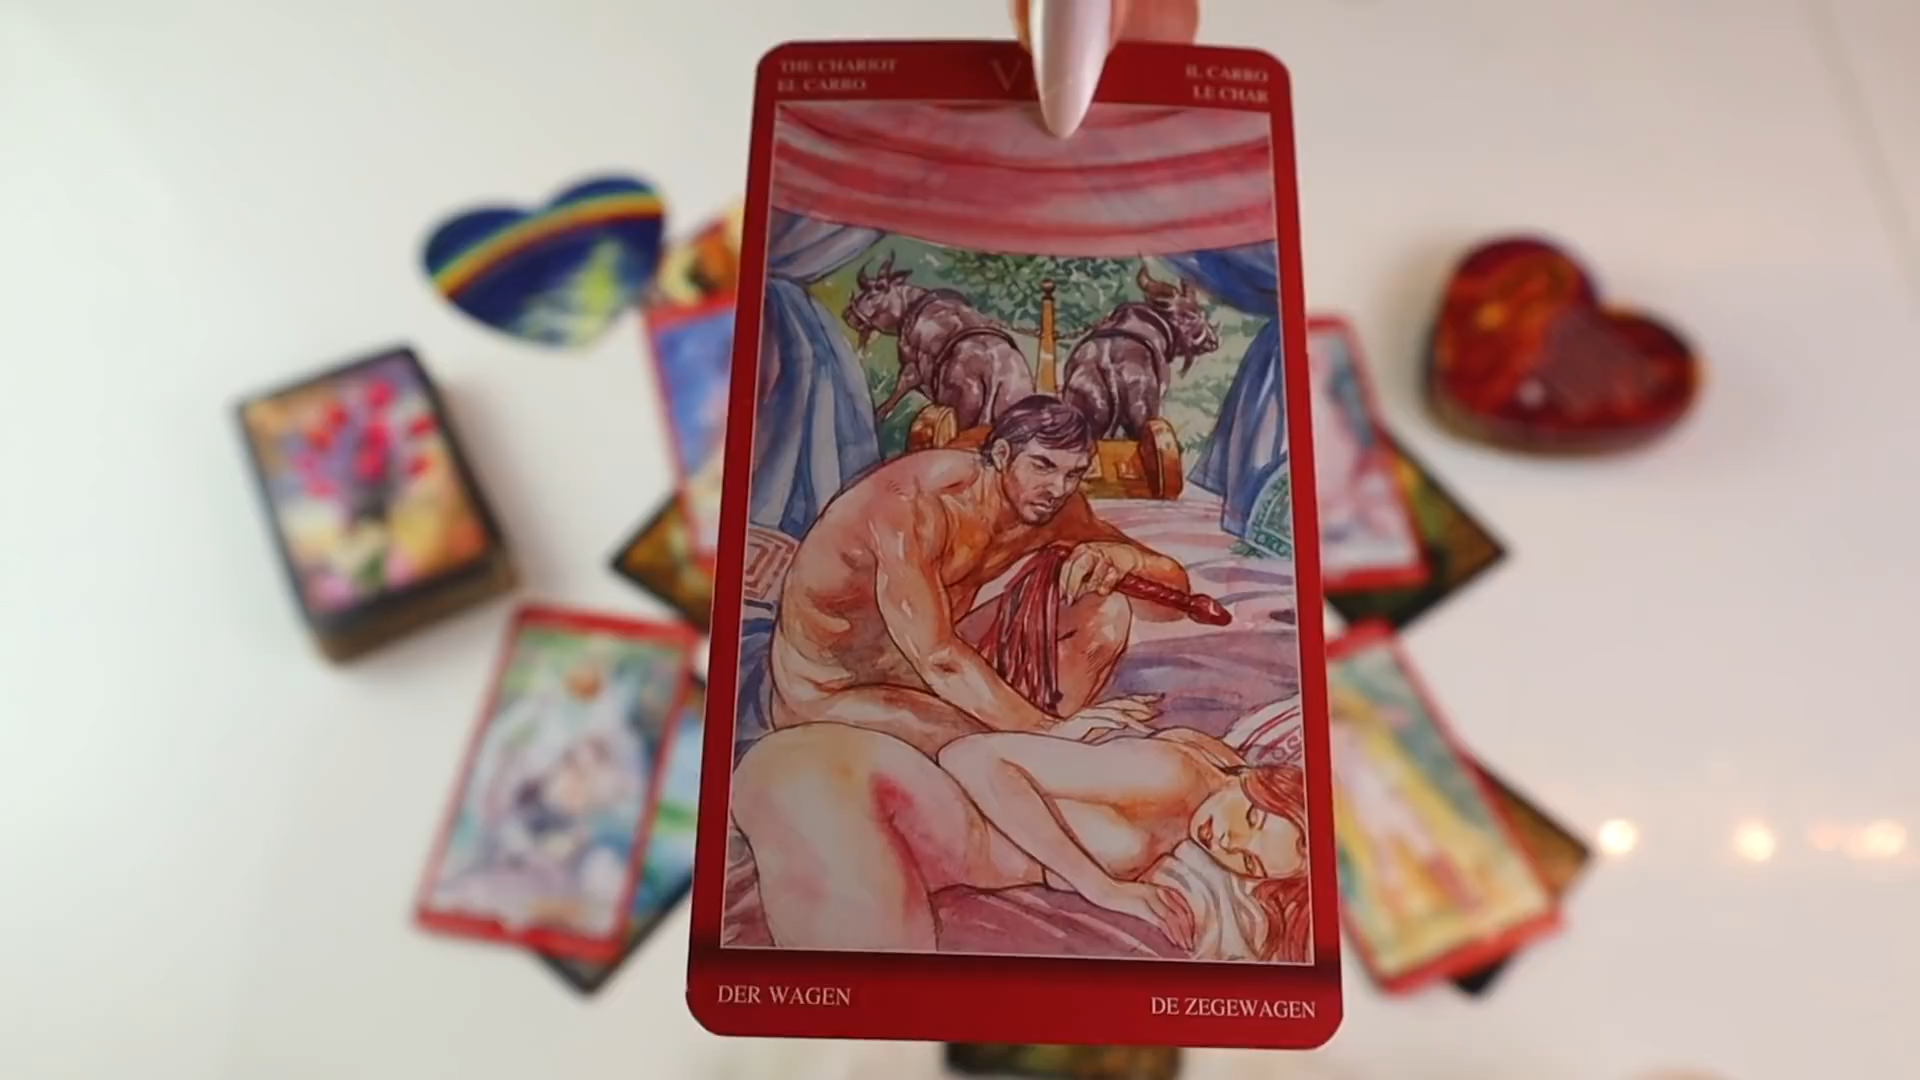 THE CHARIOT
EL CARRO
IL CARRO
LE CHAR
DER WAGEN
DE ZEGEWAGEN